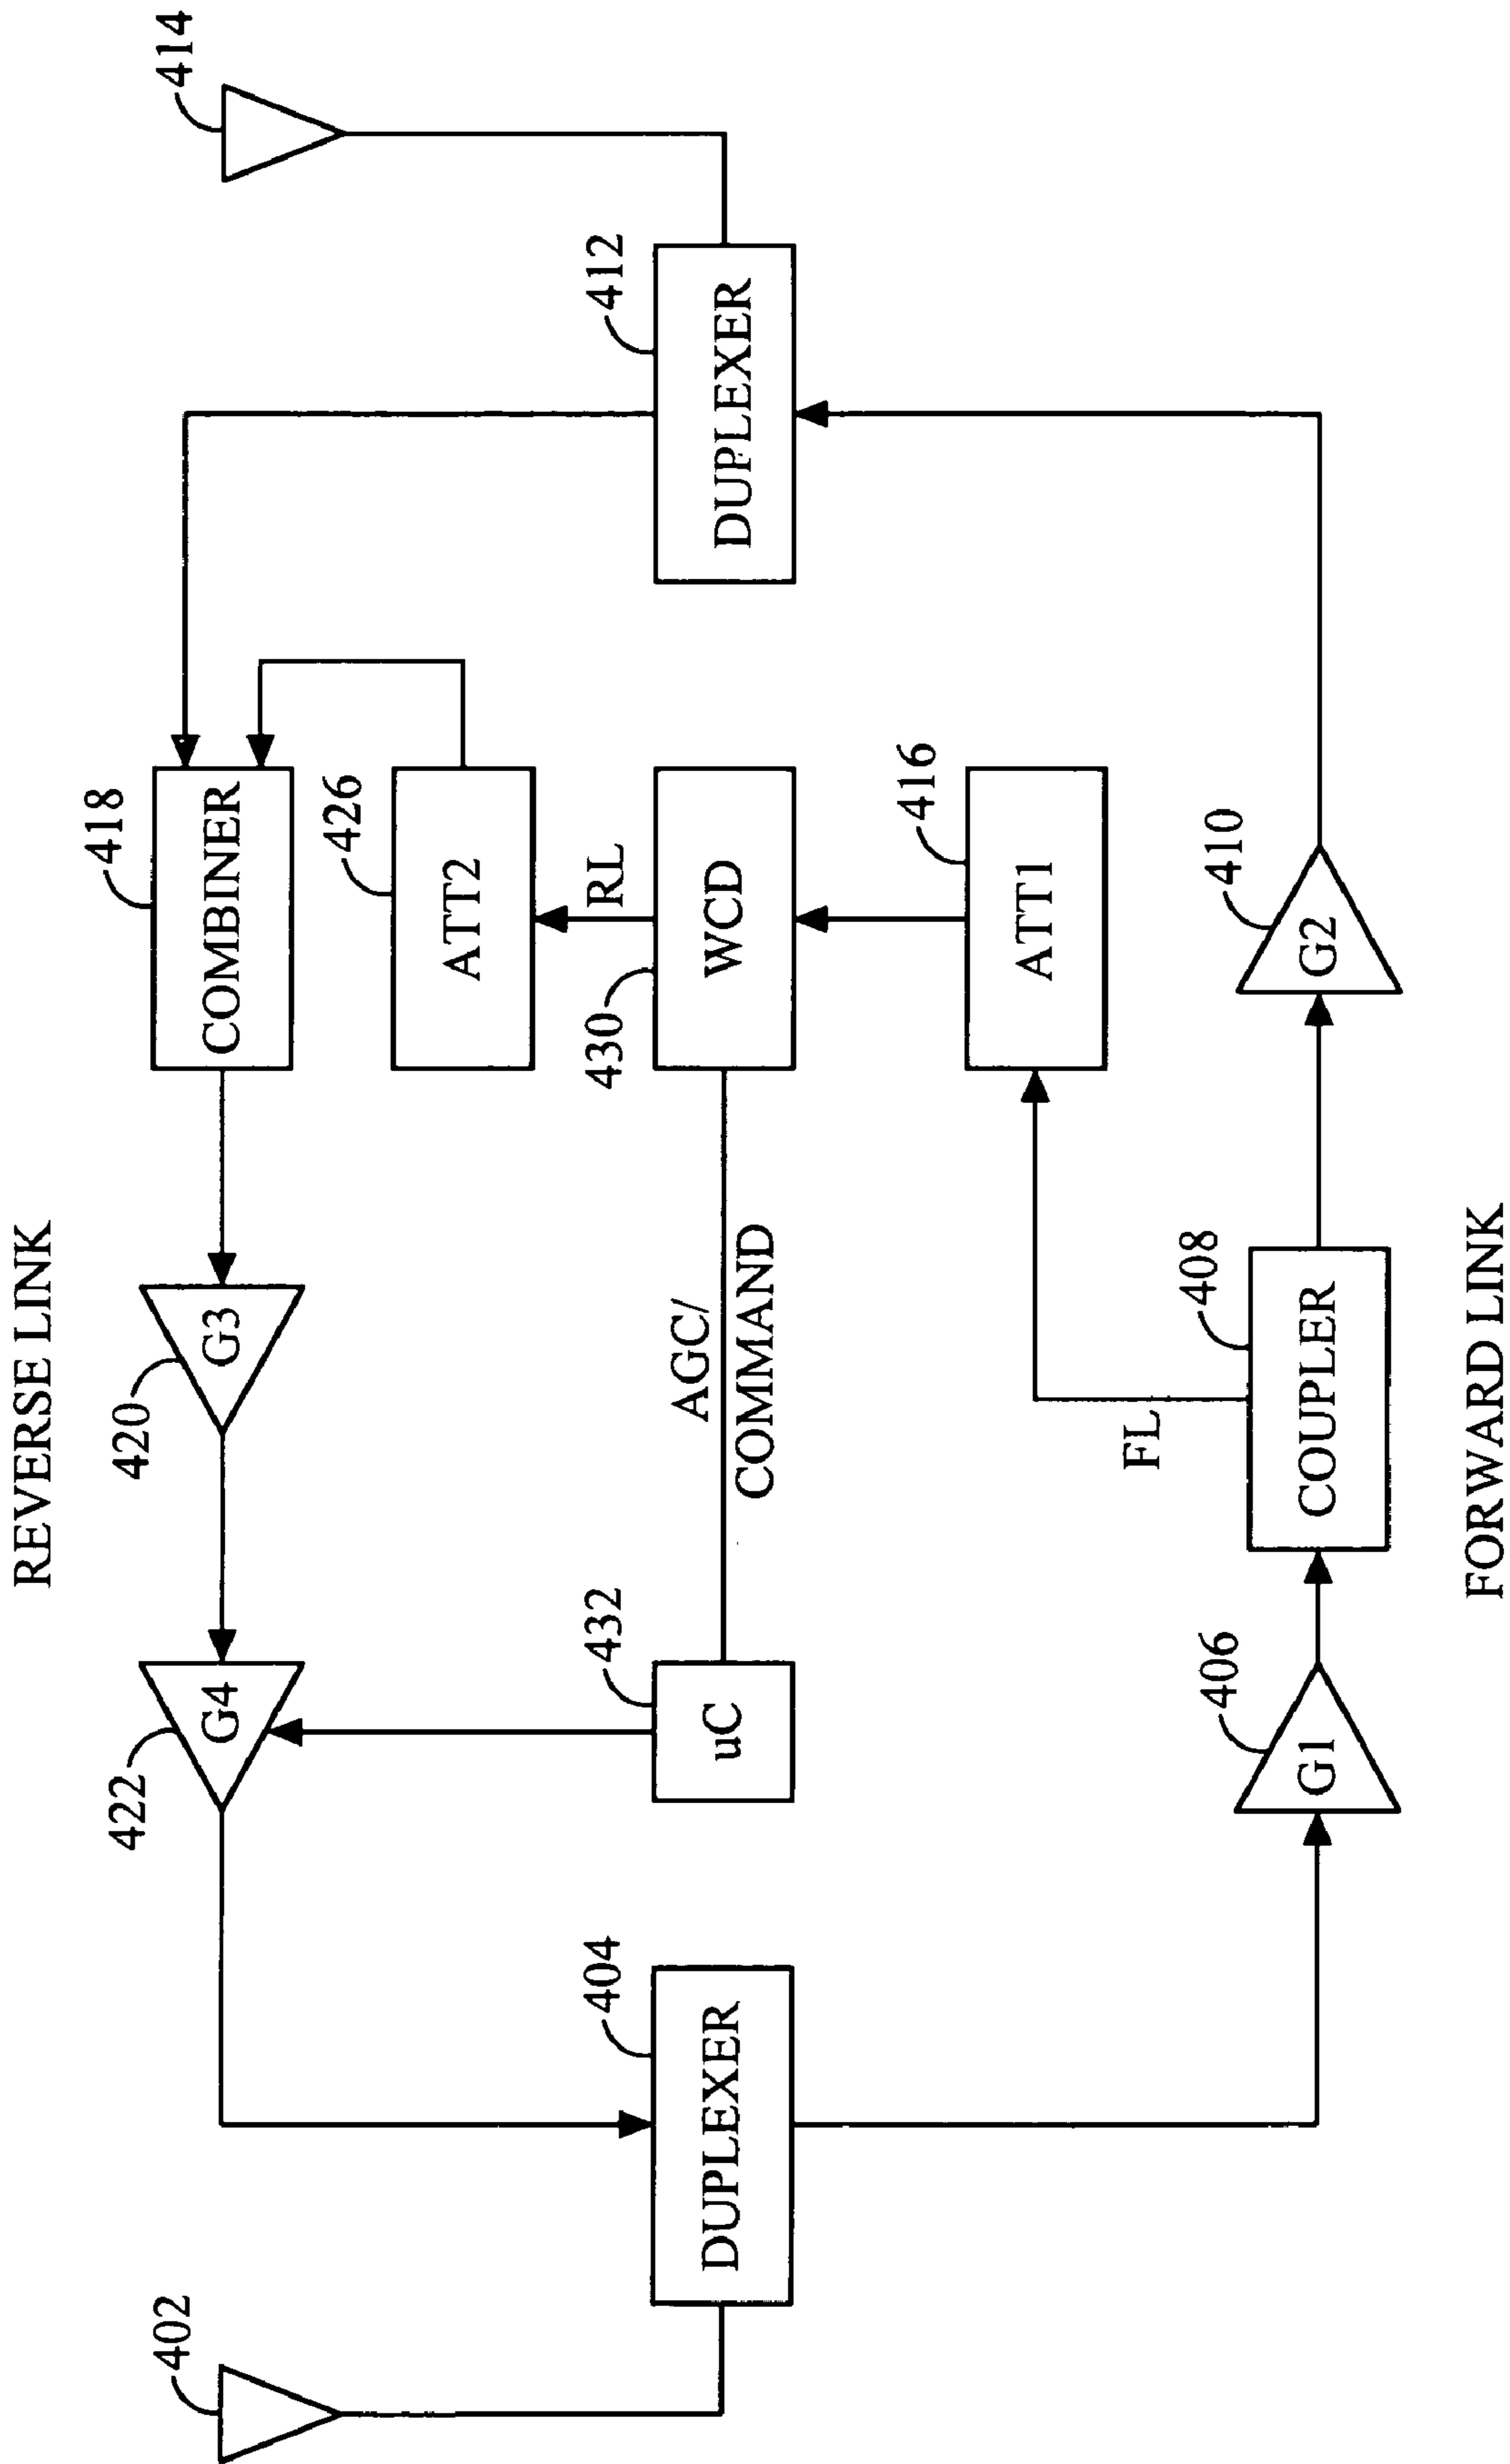 REVERSE LINK
402
404
DUPLEXER
422
G4
420
G3
418
COMBINER
426
ATT2
RL
430
WCD
AGC/
COMMAND
432
uC
416
ATT1
FL
406
G1
408
COUPLER
410
G2
412
DUPLEXER
414
FORWARD LINK